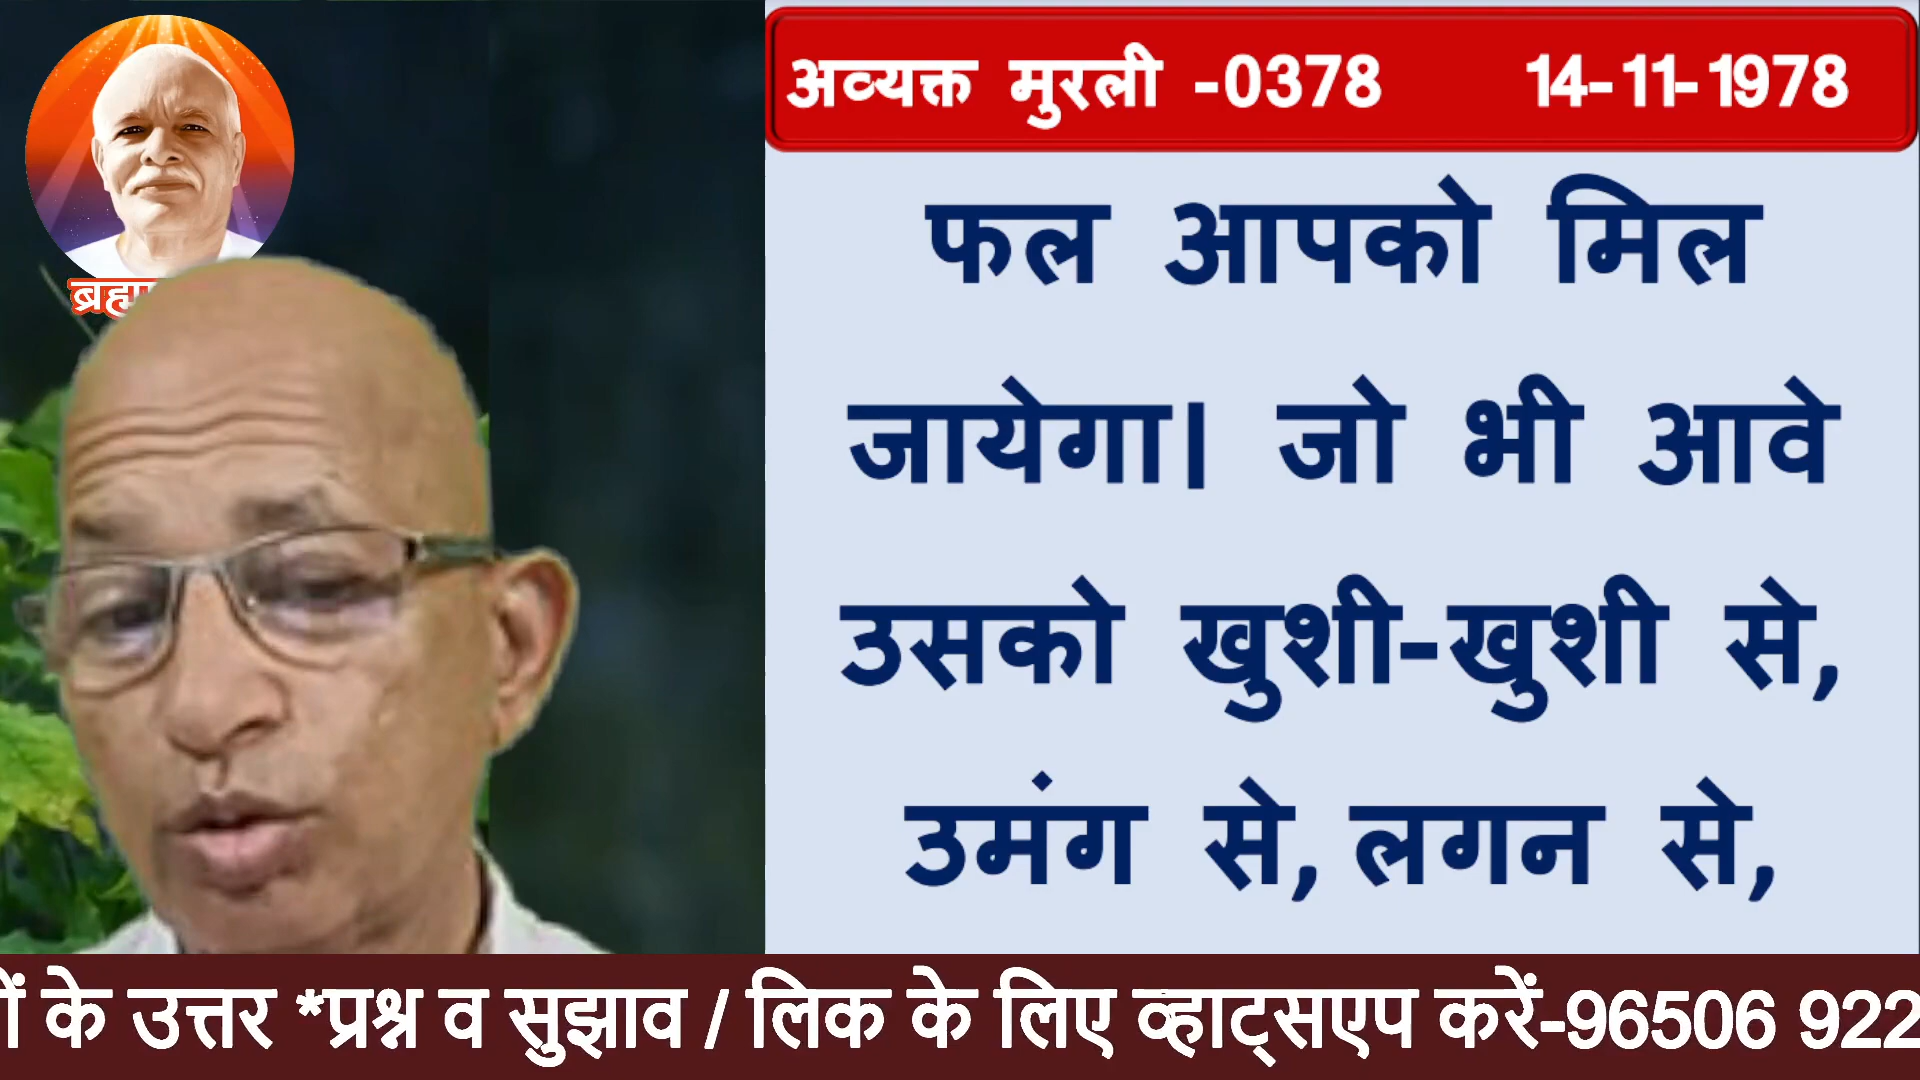 अव्यक्त मुरली -0378 14-11-1978
फल आपको मिल
जायेगा। जो भी आवे
उसको खुशी-खुशी से,
उमंग से, लगन से,
के उत्तर *प्रश्न व सुझाव / लिंक के लिए व्हाट्सएप करें-96506 922